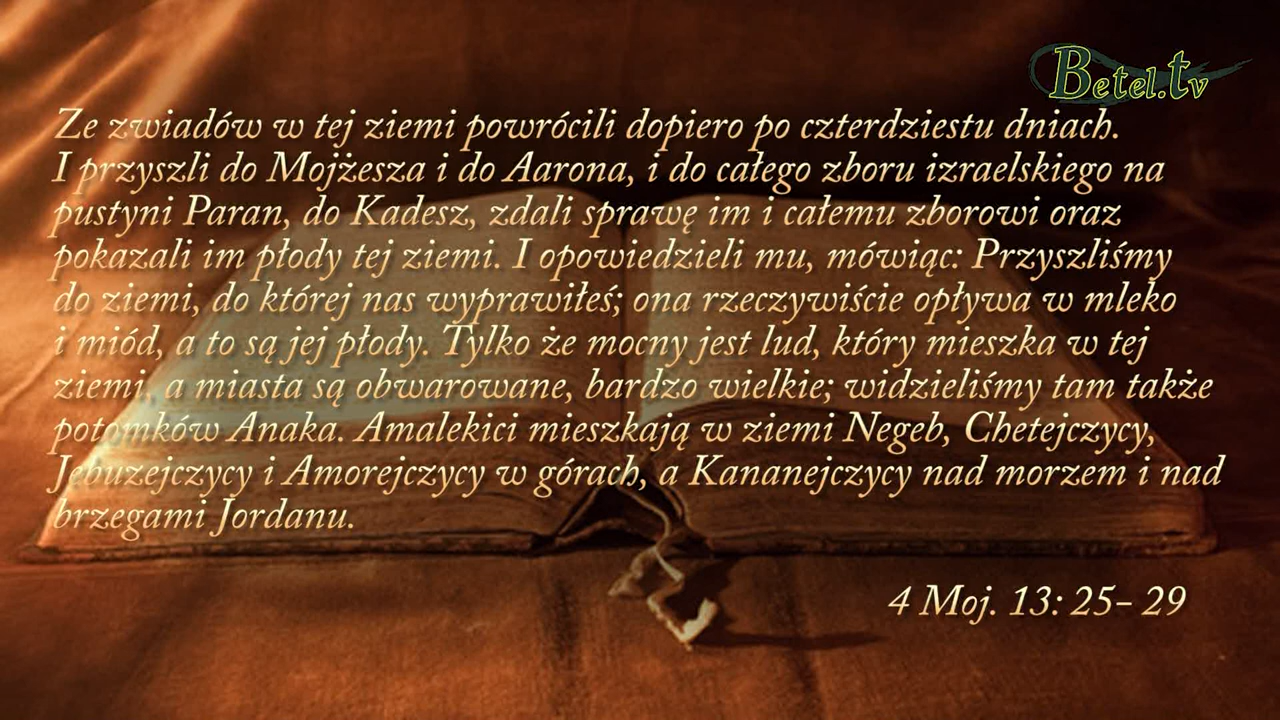 Betel.tv
Ze zwiadów w tej ziemi powrócili dopiero po czterdziestu dniach.
I przyszli do Mojżesza i do Aarona, i do całego zboru izraelskiego na
pustyni Paran, do Kadesz, zdali sprawę im i całemu zborowi oraz
pokazali im płody tej ziemi. I opowiedzieli mu, mówiąc: Przyszliśmy
do ziemi, do której nas wyprawiłeś; ona rzeczywiście opływa w mleko
i miód, a to są jej płody. Tylko że mocny jest lud, który mieszka w tej
ziemi, a miasta są obwarowane, bardzo wielkie; widzieliśmy tam także
potomków Anaka. Amalekici mieszkają w ziemi Negeb, Chetejczycy,
Jebuzejczycy i Amorejczycy w górach, a Kananejczycy nad morzem i nad
brzegami Jordanu.
4 Moj. 13: 25- 29